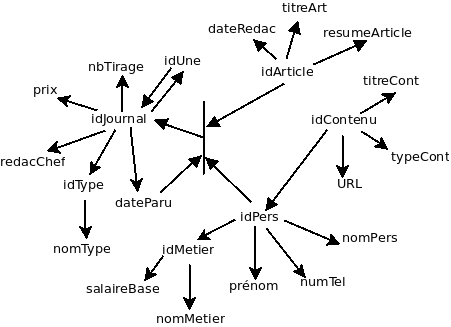 titreArt
dateRedac
resumeArticle
idUne
nbTirage
idArticle
titreCont
prix
idJournal
idContenu
redacChef
typeCont
idType
URL
dateParu
idPers
nomType
idMetier
nomPers
salaireBase
prénom
numTel
nomMetier